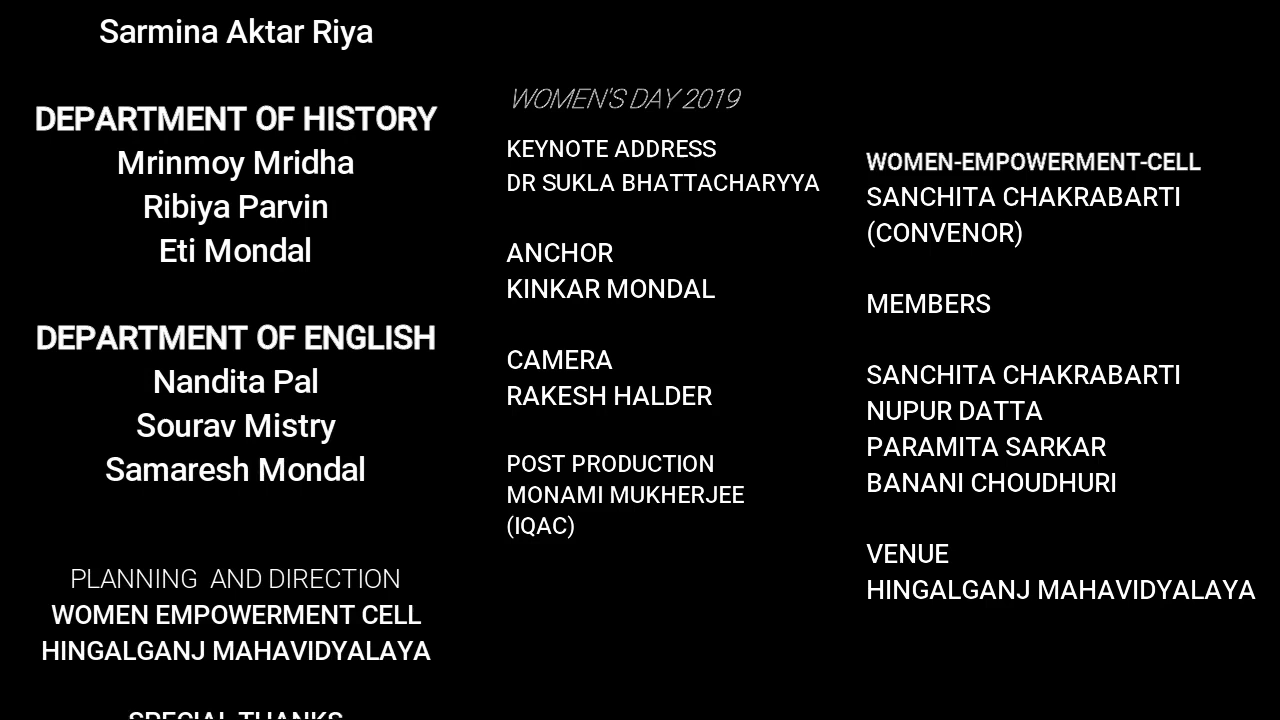 Sarmina Aktar Riya
DEPARTMENT OF HISTORY
Mrinmoy Mridha
Ribiya Parvin
Eti Mondal
DEPARTMENT OF ENGLISH
Nandita Pal
Sourav Mistry
Samaresh Mondal
PLANNING AND DIRECTION
WOMEN EMPOWERMENT CELL
HINGALGANJ MAHAVIDYALAYA
SPECIAL THANKS
WOMEN'S DAY 2019
KEYNOTE ADDRESS
DR SUKLA BHATTACHARYYA
ANCHOR
KINKAR MONDAL
CAMERA
RAKESH HALDER
POST PRODUCTION
MONAMI MUKHERJEE
(IQAC)
WOMEN-EMPOWERMENT-CELL
SANCHITA CHAKRABARTI
(CONVENOR)
MEMBERS
SANCHITA CHAKRABARTI
NUPUR DATTA
PARAMITA SARKAR
BANANI CHOUDHURI
VENUE
HINGALGANJ MAHAVIDYALAYA